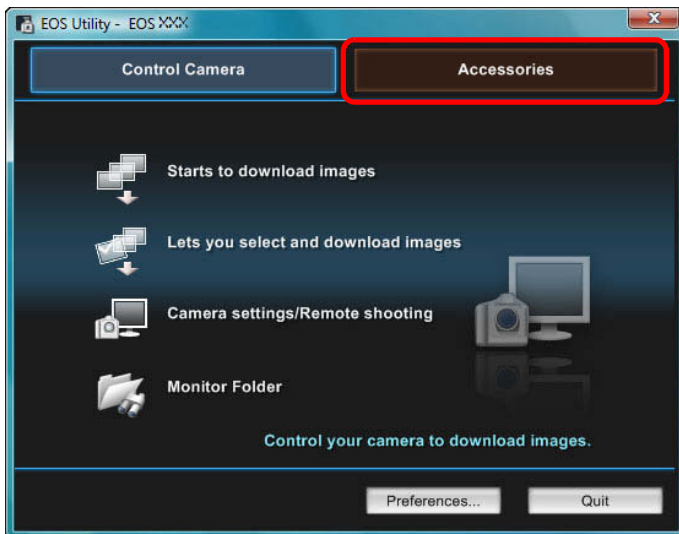 EOS Utility - EOS XXX
Control Camera
Accessories
Starts to download images
Lets you select and download images
Camera settings/Remote shooting
Monitor Folder
Control your camera to download images.
Preferences...
Quit